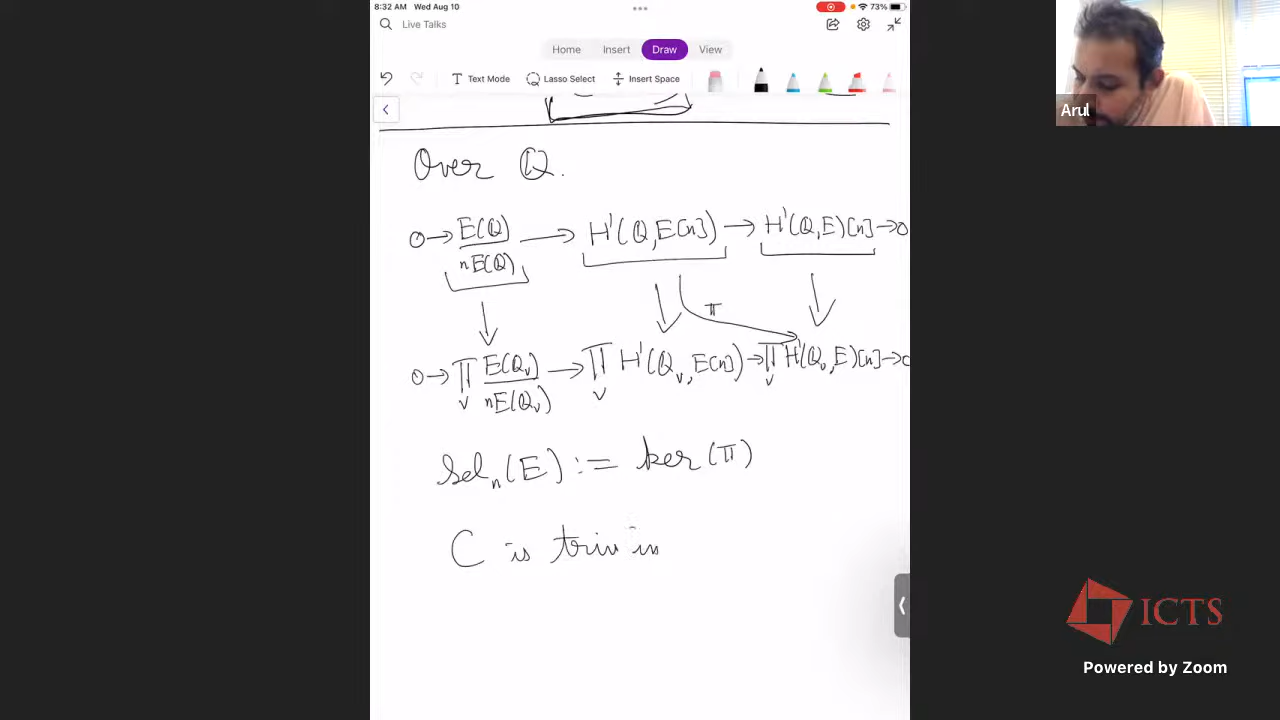 8:32 AM Wed Aug 10
73%
Live Talks
Home Insert Draw View
Text Mode Lasso Select Insert Space
Arul
Over ℚ.
0 → E(ℚ)/nE(ℚ) → H¹(ℚ, E[n]) → H¹(ℚ, E)[n] → 0
π
0 → ∏_v E(ℚ_v)/nE(ℚ_v) → ∏_v H¹(ℚ_v, E[n]) → ∏_v H¹(ℚ_v, E)[n] → 0
Sel_n(E) := ker(π)
C is triv in
ICTS
Powered by Zoom